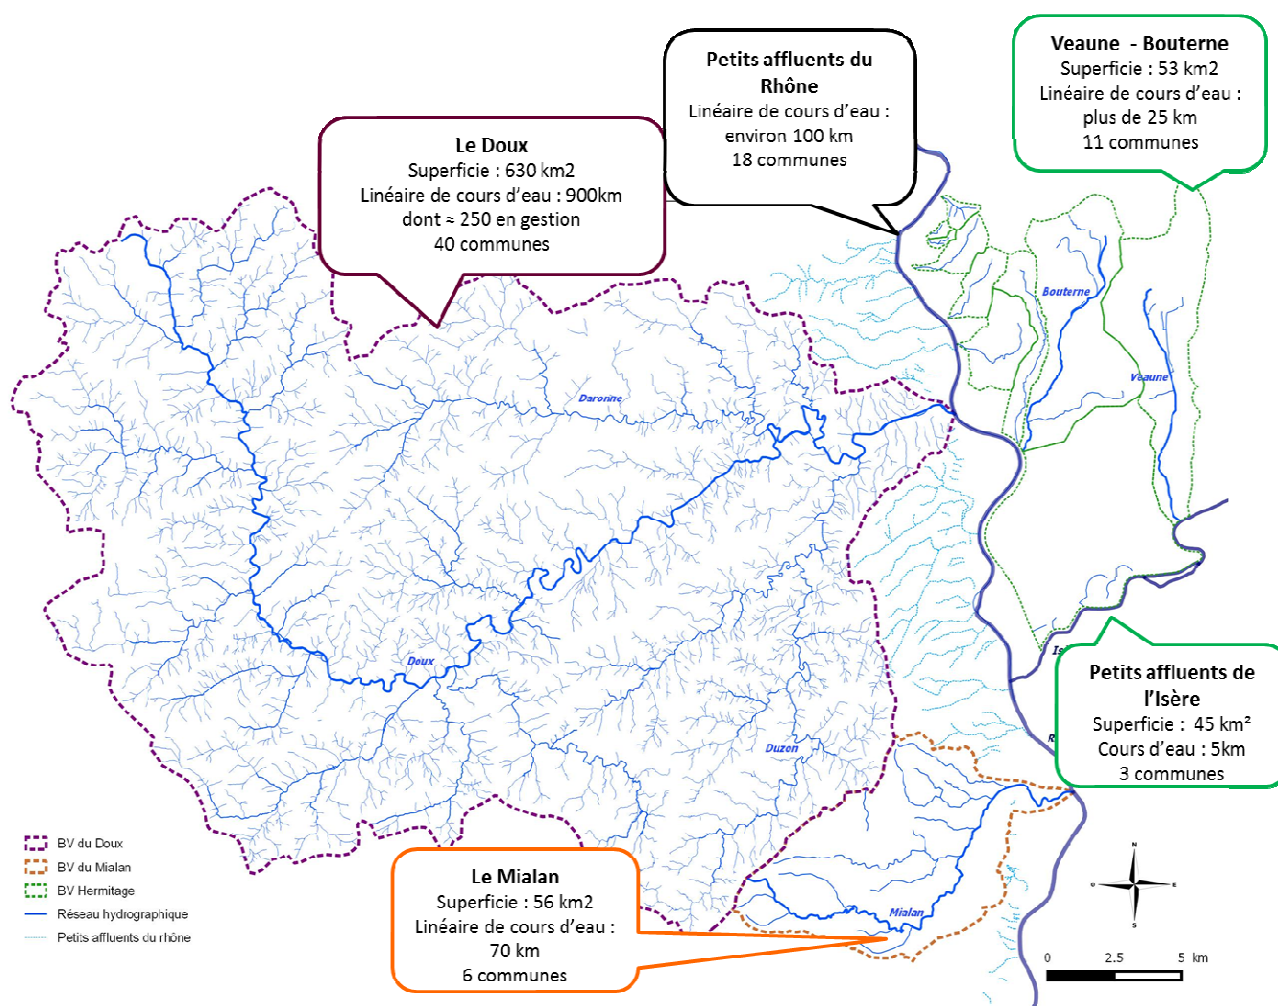 Petits affluents du
Rhône
Linéaire de cours d'eau :
environ 100 km
18 communes
Veaune - Bouterne
Superficie : 53 km2
Linéaire de cours d'eau :
plus de 25 km
11 communes
Le Doux
Superficie : 630 km2
Linéaire de cours d'eau : 900km
dont ≈ 250 en gestion
40 communes
Bouterne
Veaune
Daronne
Doux
Duzon
Petits affluents de
l'Isère
Superficie : 45 km²
Cours d'eau : 5km
3 communes
Le Mialan
Superficie : 56 km2
Linéaire de cours d'eau :
70 km
6 communes
Mialan
BV du Doux
BV du Mialan
BV Hermitage
Réseau hydrographique
Petits affluents du rhône
N
O
E
S
0 2.5 5 km